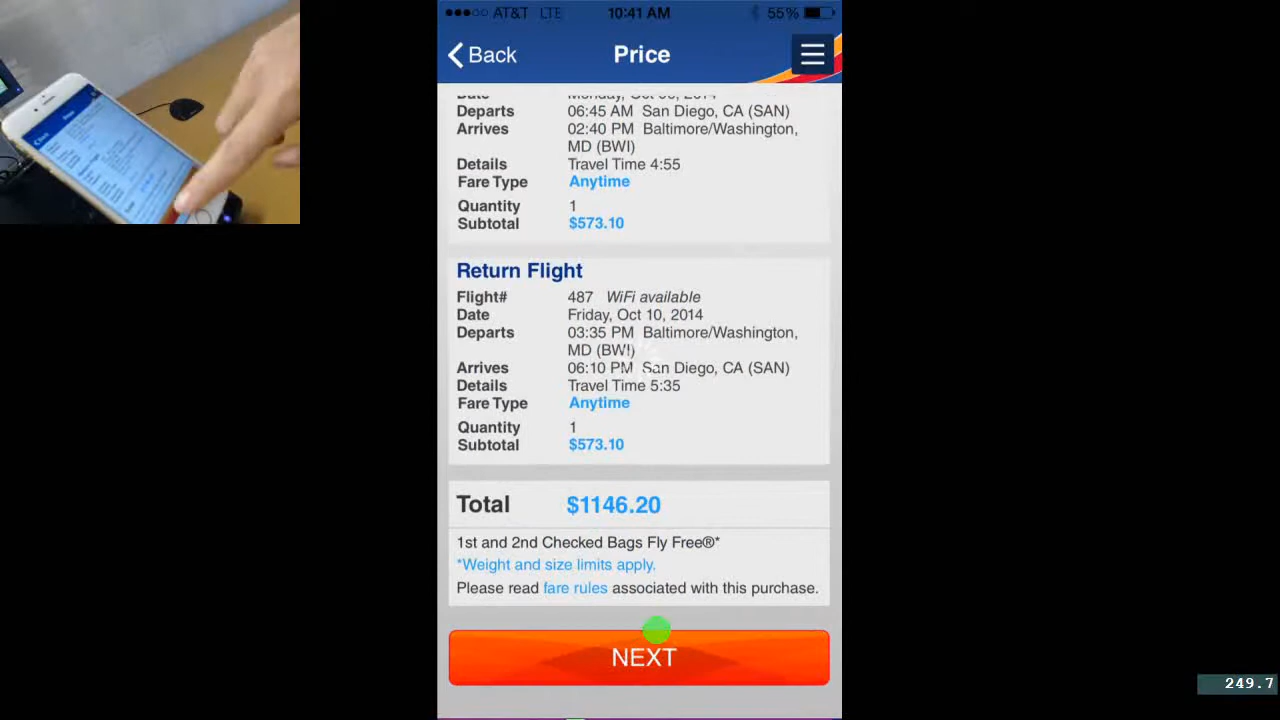 AT&T LTE 10:41 AM 55%
Back Price
Date Monday, Oct 06, 2014
Departs 06:45 AM San Diego, CA (SAN)
Arrives 02:40 PM Baltimore/Washington,
MD (BWI)
Details Travel Time 4:55
Fare Type Anytime
Quantity 1
Subtotal $573.10
Return Flight
Flight# 487 WiFi available
Date Friday, Oct 10, 2014
Departs 03:35 PM Baltimore/Washington,
MD (BWI)
Arrives 06:10 PM San Diego, CA (SAN)
Details Travel Time 5:35
Fare Type Anytime
Quantity 1
Subtotal $573.10
Total $1146.20
1st and 2nd Checked Bags Fly Free®*
*Weight and size limits apply.
Please read fare rules associated with this purchase.
NEXT
249.7